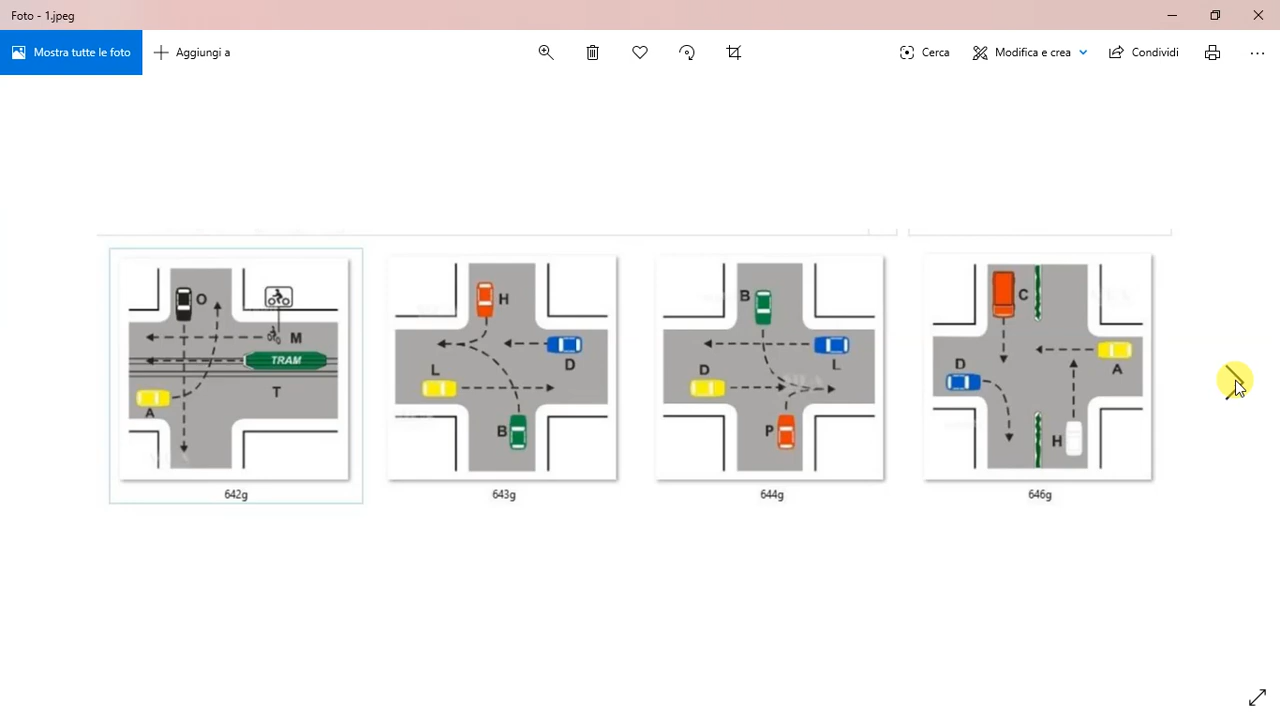 Foto - 1.jpeg
Mostra tutte le foto
Aggiungi a
Cerca
Modifica e crea
Condividi
O
M
TRAM
T
A
642g
H
D
L
B
643g
B
L
D
P
644g
C
A
D
H
646g